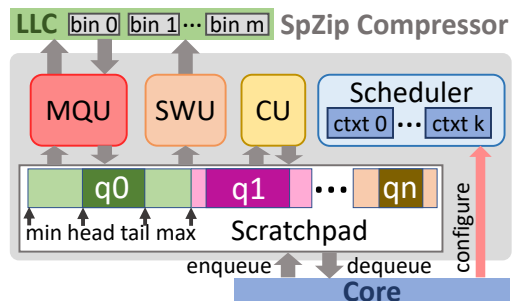 LLC bin 0 bin 1 ··· bin m SpZip Compressor
MQU SWU CU Scheduler
ctxt 0 ··· ctxt k
q0 q1 ··· qn
min head tail max Scratchpad
enqueue dequeue configure
Core